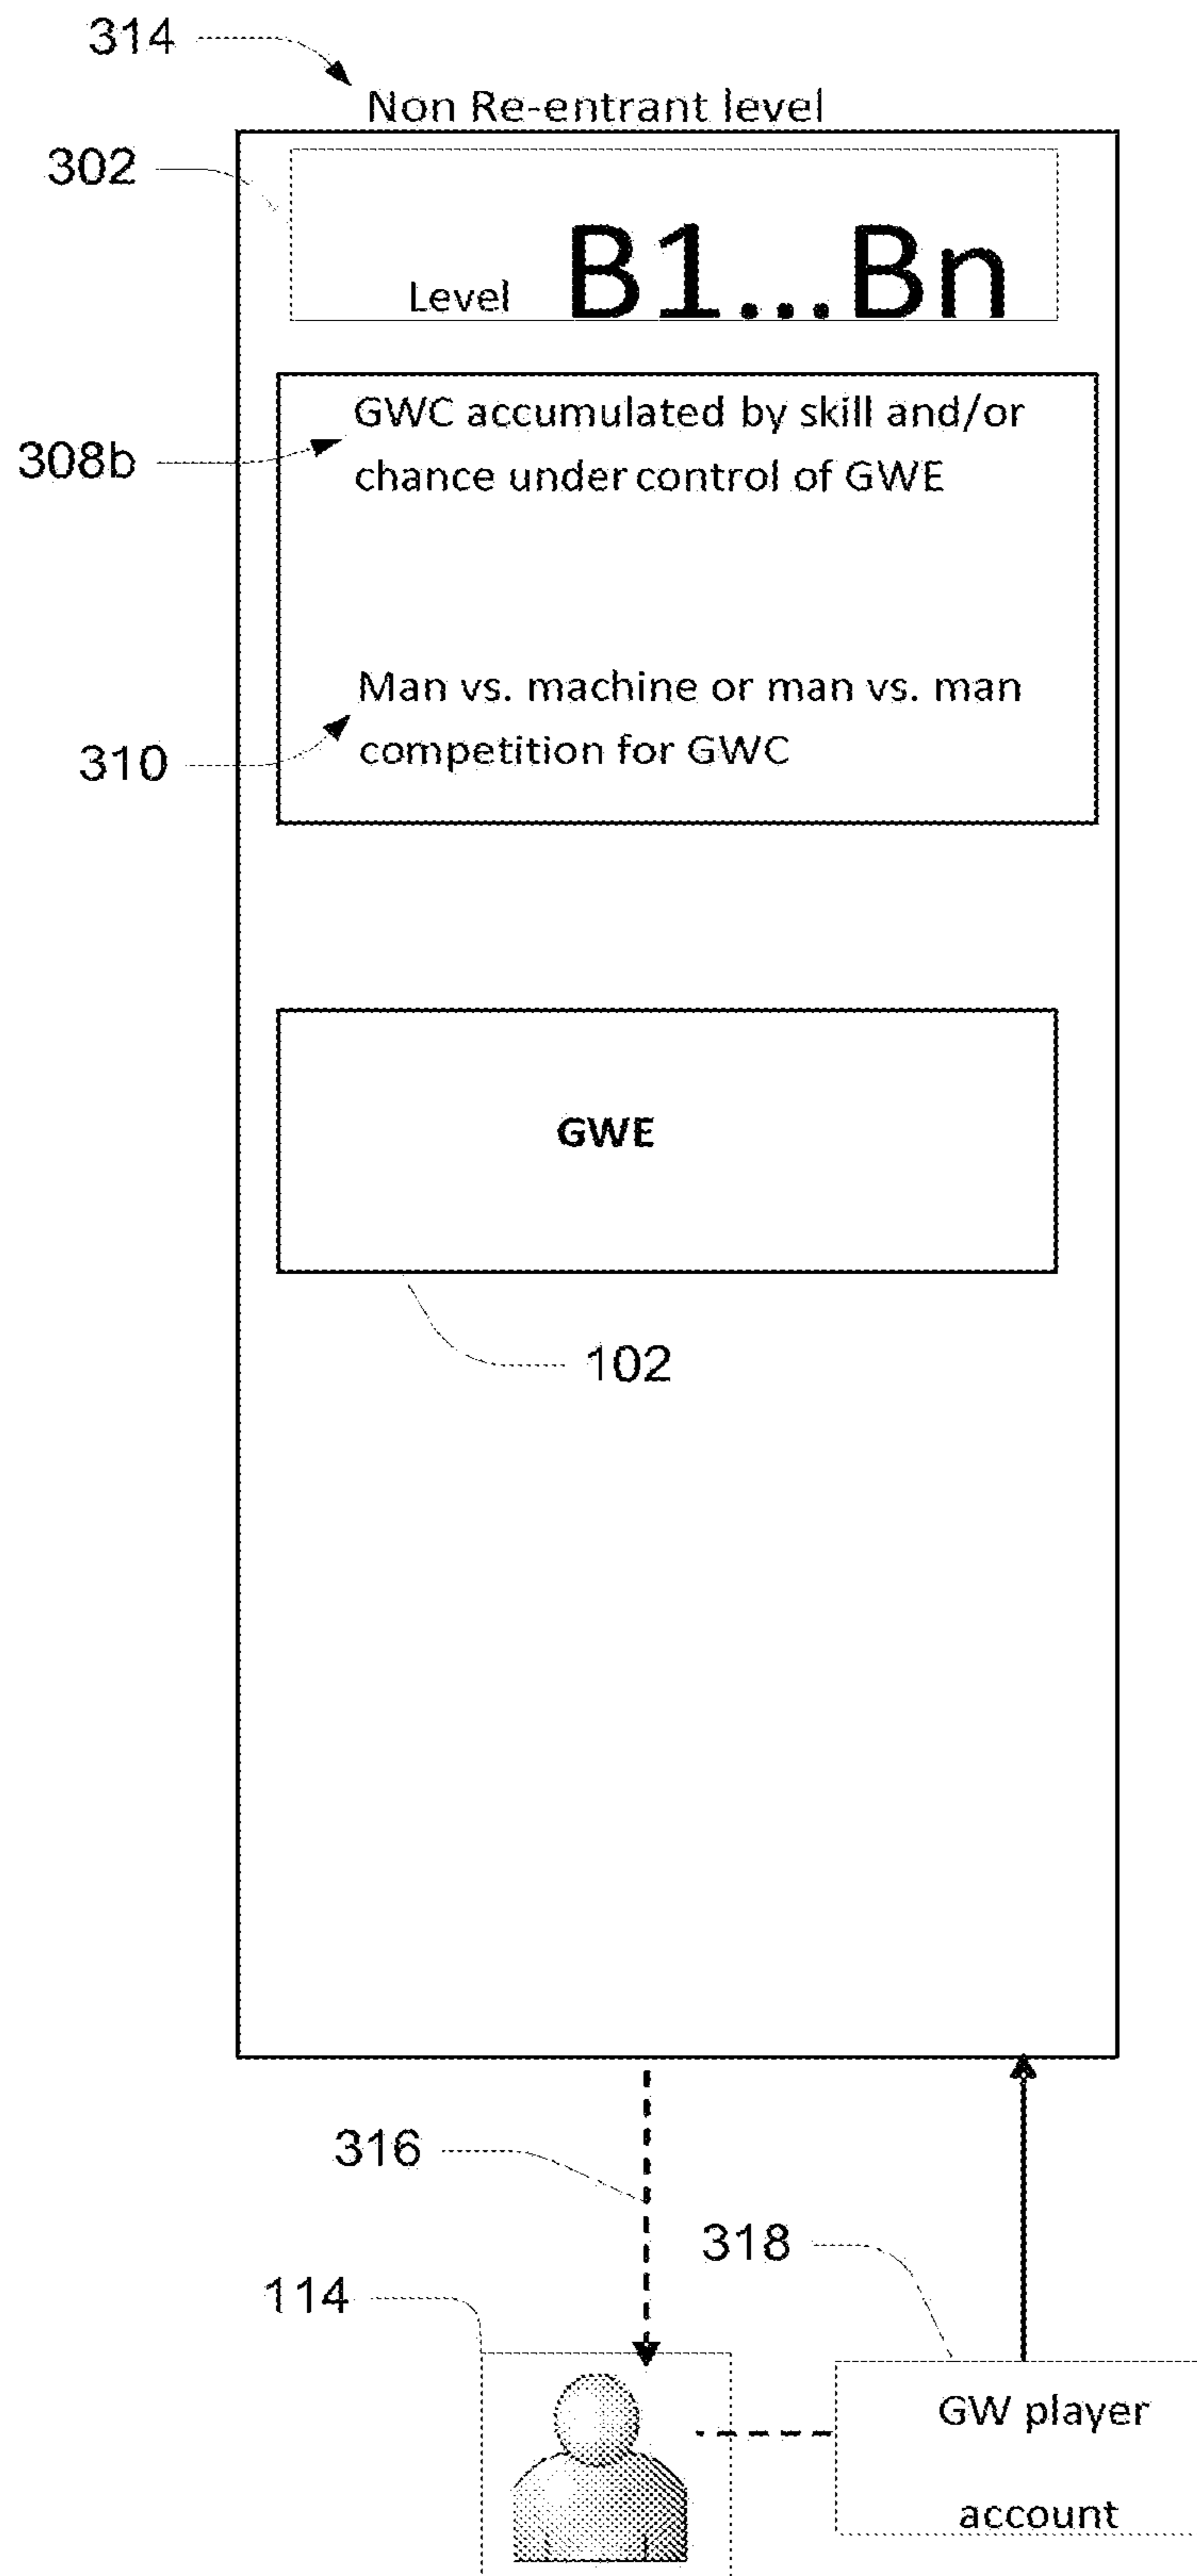 314
Non Re-entrant level
302
Level B1...Bn
GWC accumulated by skill and/or
308b
chance under control of GWE
Man vs. machine or man vs. man
310
competition for GWC
GWE
102
316
318
114
GW player
account